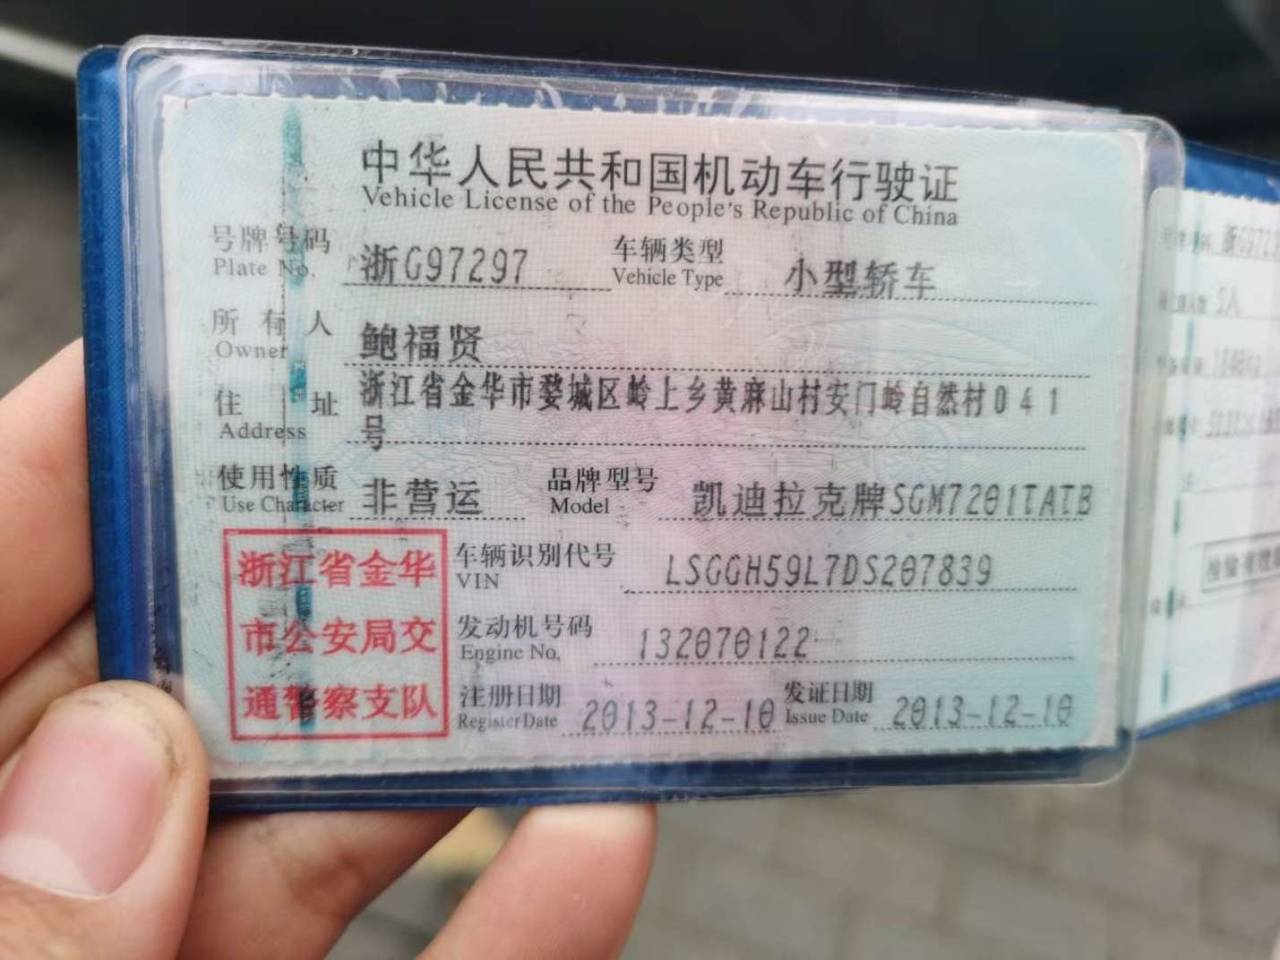 中华人民共和国机动车行驶证
Vehicle License of the People's Republic of China
号牌号码 浙G97297 车辆类型 小型轿车
Plate No. Vehicle Type
所有人 鲍福贤
Owner
住址 浙江省金华市婺城区岭上乡黄麻山村安门岭自然村041
号
Address
使用性质 非营运 品牌型号 凯迪拉克牌SGM7201TATB
Use Character Model
浙江省金华
市公安局交
通警察支队
车辆识别代号 LSGGH59L7DS207839
VIN
发动机号码 132070122
Engine No.
注册日期 2013-12-10 发证日期 2013-12-10
Register Date Issue Date
5人